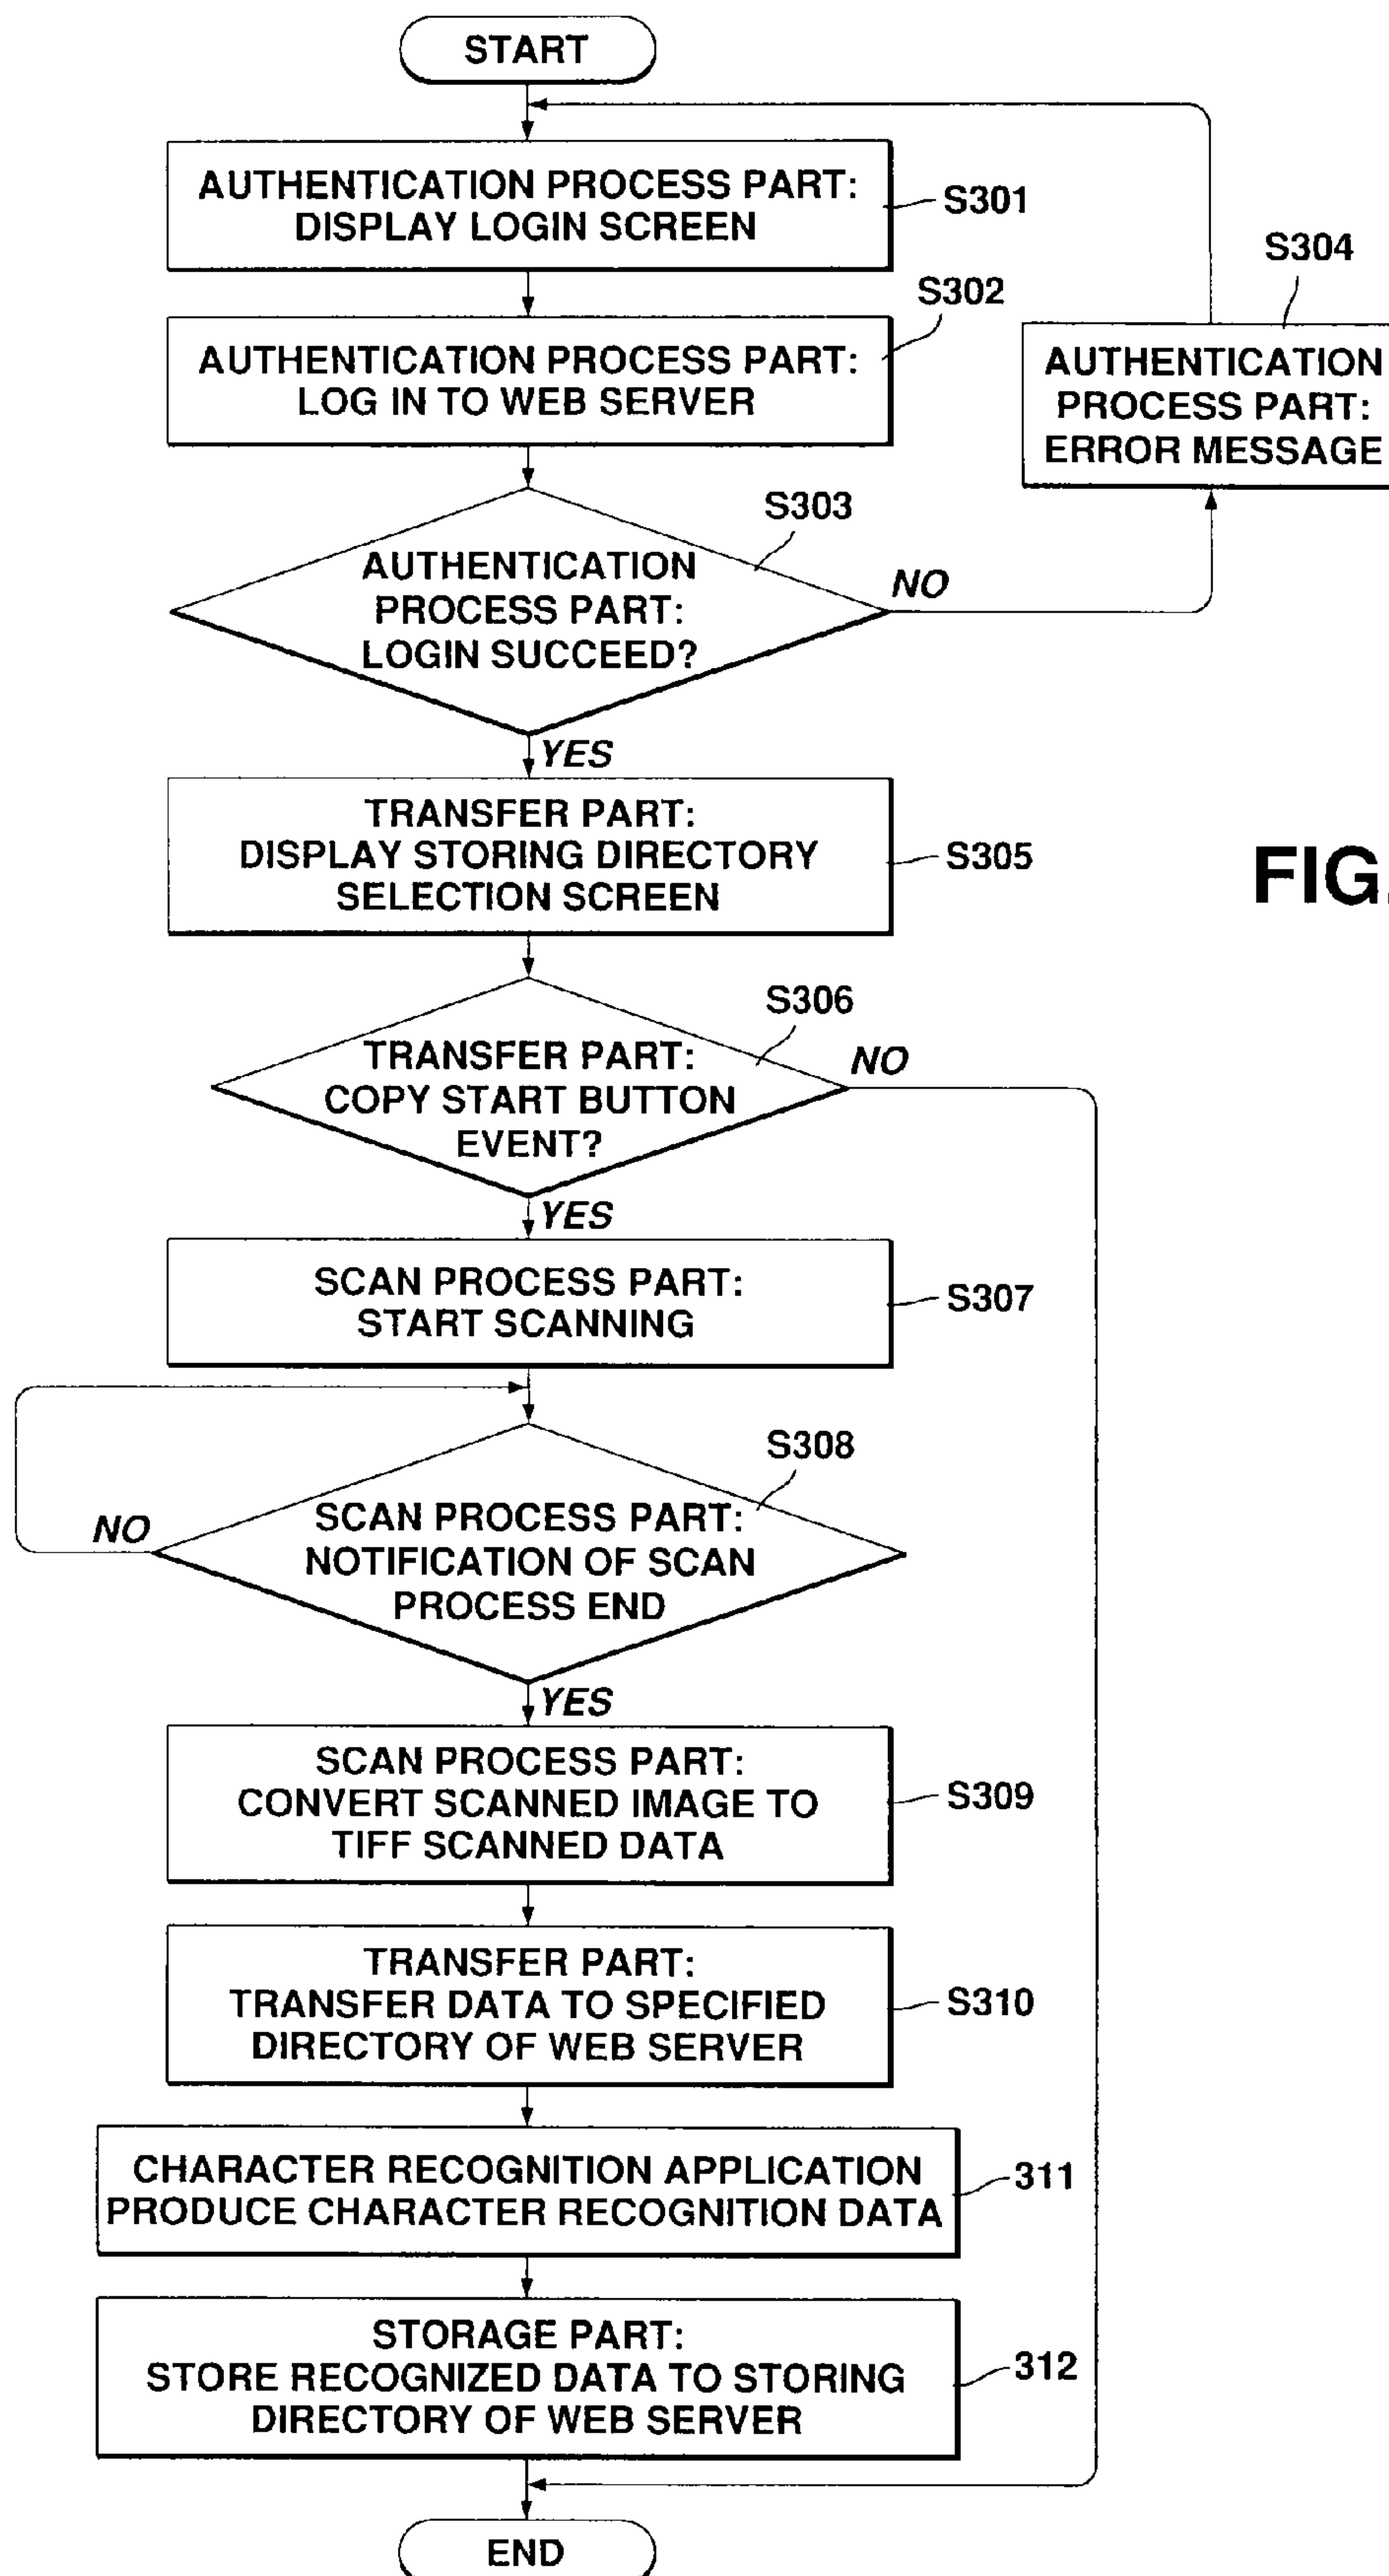 START
AUTHENTICATION PROCESS PART:
DISPLAY LOGIN SCREEN
S301
S304
S302
AUTHENTICATION PROCESS PART:
LOG IN TO WEB SERVER
AUTHENTICATION
PROCESS PART:
ERROR MESSAGE
S303
AUTHENTICATION
PROCESS PART:
LOGIN SUCCEED?
NO
YES
TRANSFER PART:
DISPLAY STORING DIRECTORY
SELECTION SCREEN
S305
FIG.
S306
TRANSFER PART:
COPY START BUTTON
EVENT?
NO
YES
SCAN PROCESS PART:
START SCANNING
S307
S308
SCAN PROCESS PART:
NOTIFICATION OF SCAN
PROCESS END
NO
YES
SCAN PROCESS PART:
CONVERT SCANNED IMAGE TO
TIFF SCANNED DATA
S309
TRANSFER PART:
TRANSFER DATA TO SPECIFIED
DIRECTORY OF WEB SERVER
S310
CHARACTER RECOGNITION APPLICATION
PRODUCE CHARACTER RECOGNITION DATA
311
STORAGE PART:
STORE RECOGNIZED DATA TO STORING
DIRECTORY OF WEB SERVER
312
END